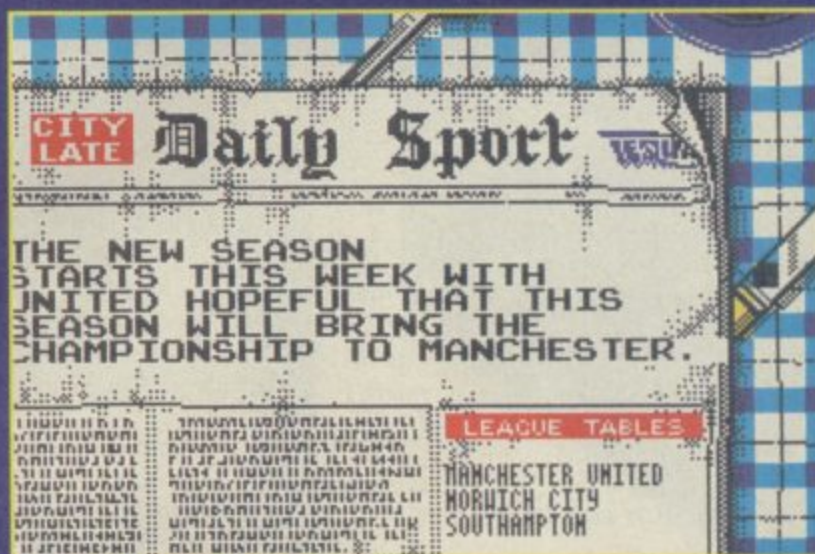 CITY
LATE
Daily Sport
THE NEW SEASON
STARTS THIS WEEK WITH
UNITED HOPEFUL THAT THIS
SEASON WILL BRING THE
CHAMPIONSHIP TO MANCHESTER.
LEAGUE TABLES
MANCHESTER UNITED
NORWICH CITY
SOUTHAMPTON